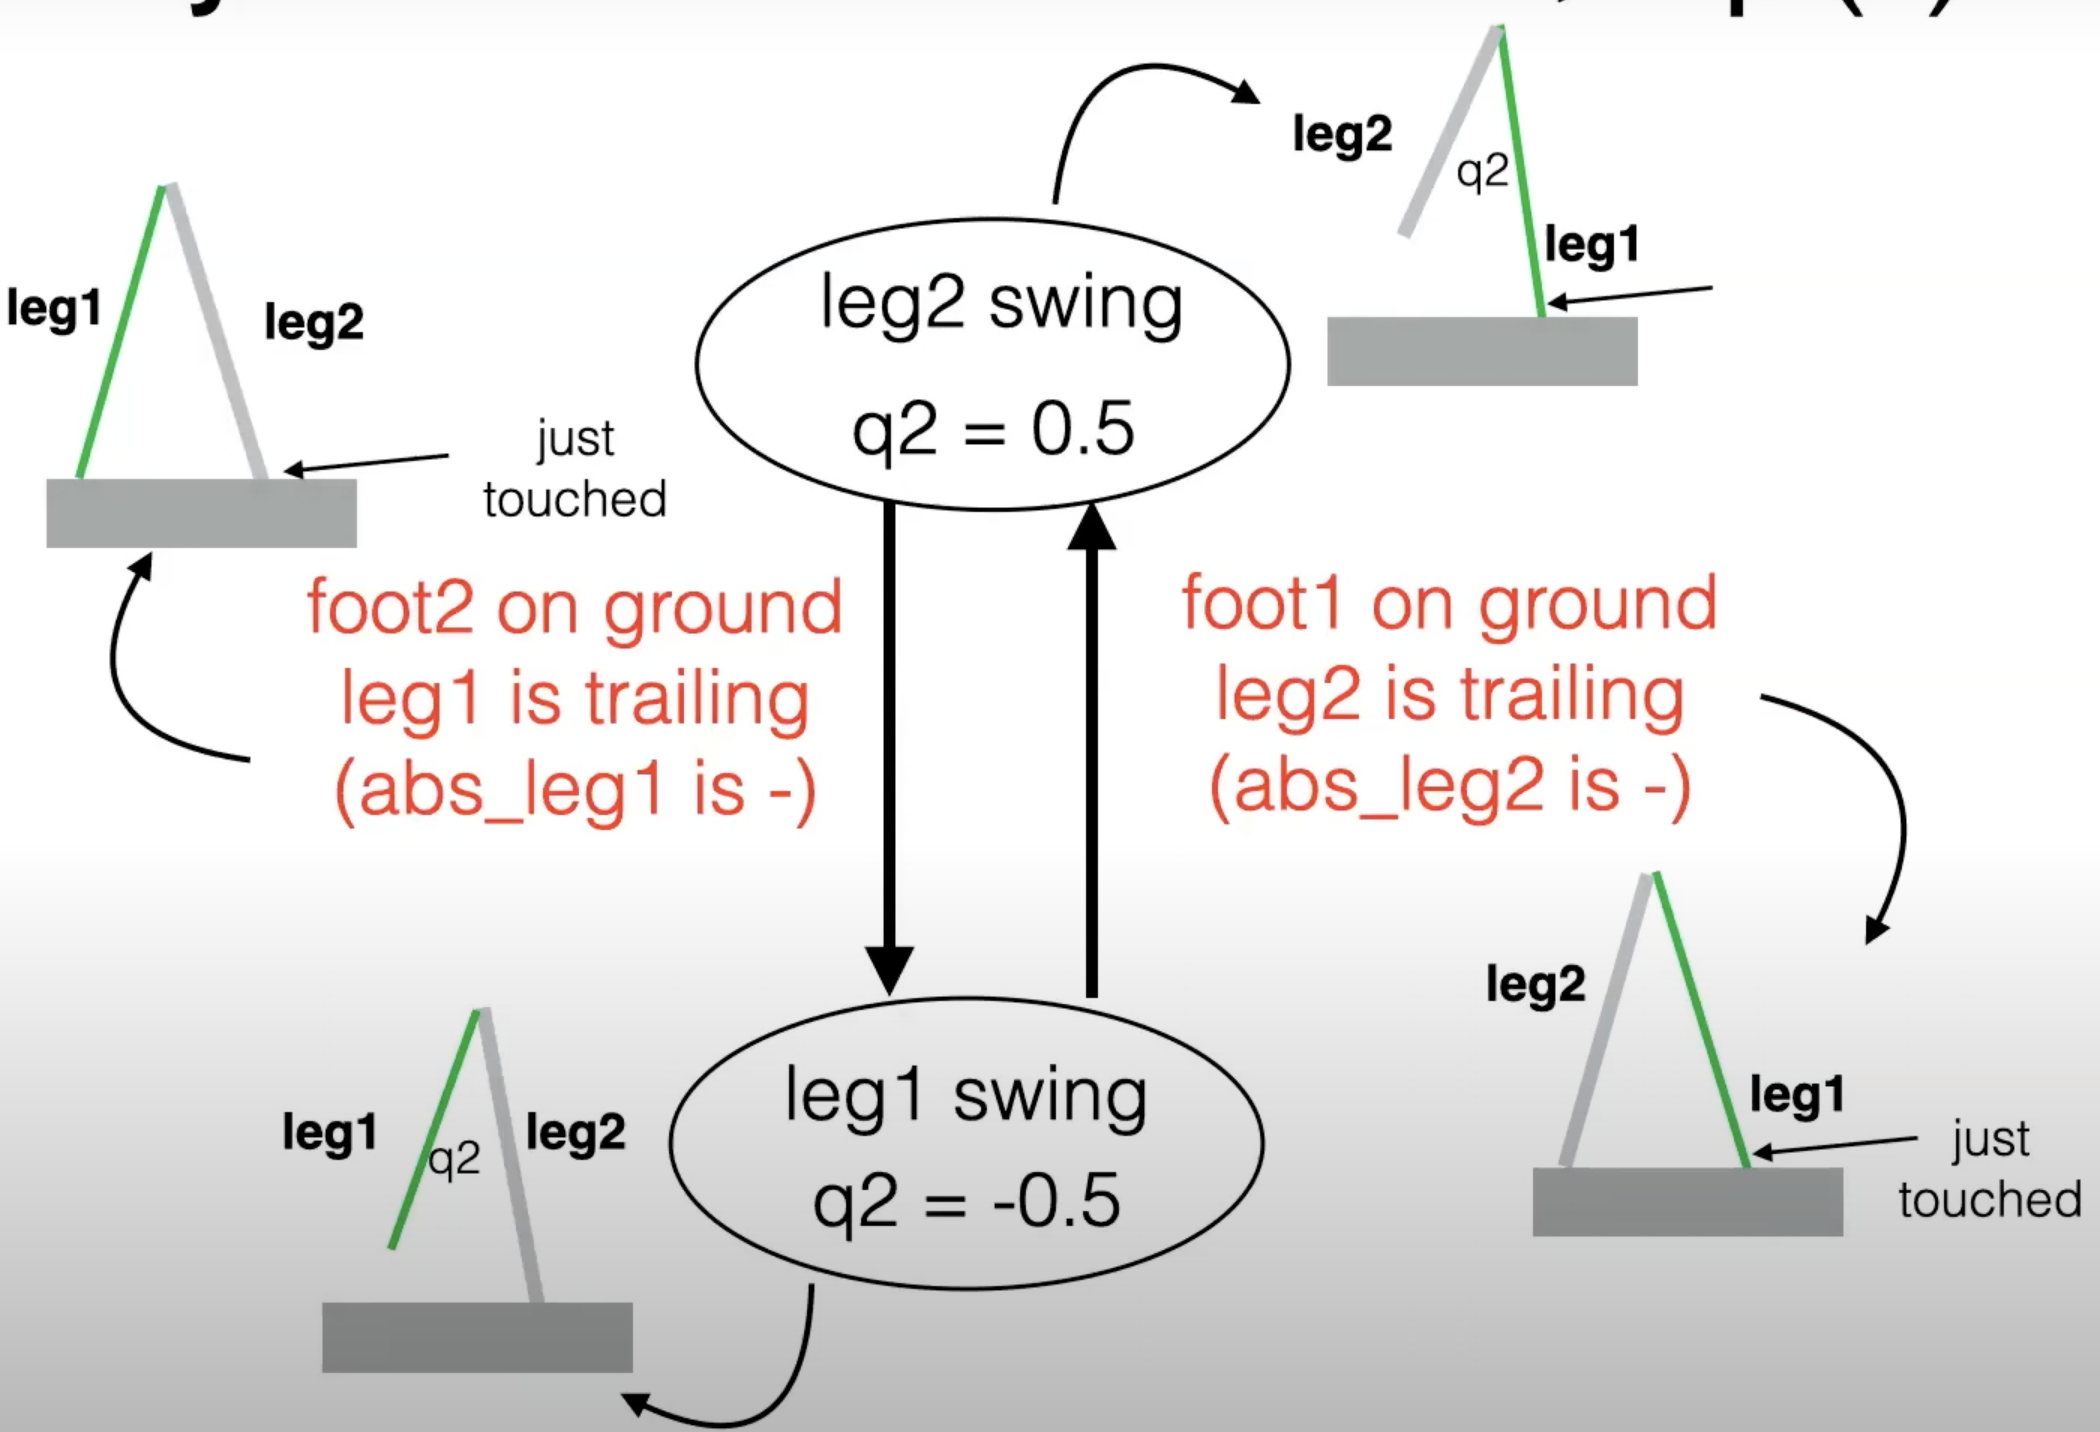 leg2
q2
leg1
leg1
leg2
just
touched
leg2 swing
q2 = 0.5
foot2 on ground
leg1 is trailing
(abs_leg1 is -)
foot1 on ground
leg2 is trailing
(abs_leg2 is -)
leg1
q2
leg2
leg1 swing
q2 = -0.5
leg2
leg1
just
touched